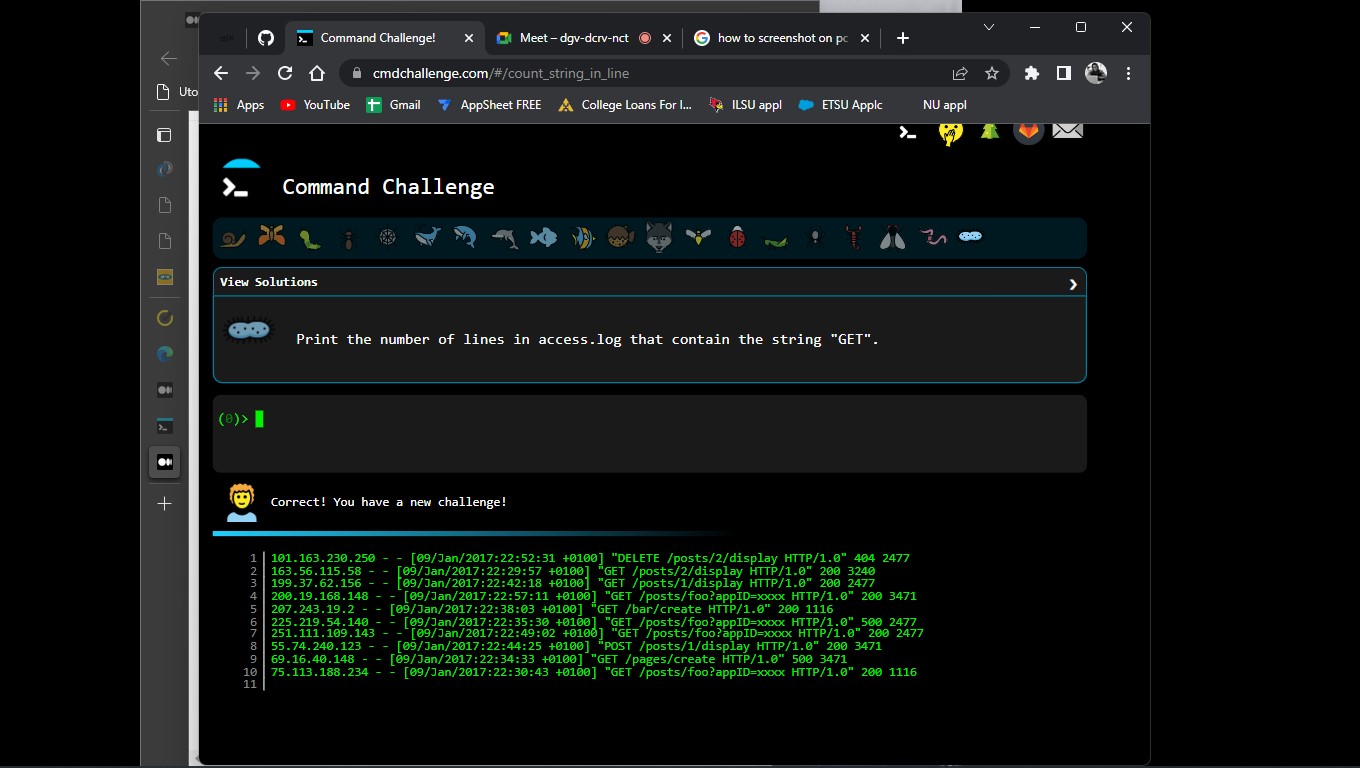 Command Challenge!
Meet – dgv-dcrv-nct
how to screenshot on pc
Uto
cmdchallenge.com/#/count_string_in_line
Apps
YouTube
Gmail
AppSheet FREE
College Loans For I...
ILSU appl
ETSU Applc
NU appl
Command Challenge
View Solutions
Print the number of lines in access.log that contain the string "GET".
(0)>
Correct! You have a new challenge!
1 101.163.230.250 - - [09/Jan/2017:22:52:31 +0100] "DELETE /posts/2/display HTTP/1.0" 404 2477
2 163.56.115.58 - - [09/Jan/2017:22:29:57 +0100] "GET /posts/2/display HTTP/1.0" 200 3240
3 199.37.62.156 - - [09/Jan/2017:22:42:18 +0100] "GET /posts/1/display HTTP/1.0" 200 2477
4 200.19.168.148 - - [09/Jan/2017:22:57:11 +0100] "GET /posts/foo?appID=xxxx HTTP/1.0" 200 3471
5 207.243.19.2 - - [09/Jan/2017:22:38:03 +0100] "GET /bar/create HTTP/1.0" 200 1116
6 225.219.54.140 - - [09/Jan/2017:22:35:30 +0100] "GET /posts/foo?appID=xxxx HTTP/1.0" 500 2477
7 251.111.109.143 - - [09/Jan/2017:22:49:02 +0100] "GET /posts/foo?appID=xxxx HTTP/1.0" 200 2477
8 55.74.240.123 - - [09/Jan/2017:22:44:25 +0100] "POST /posts/1/display HTTP/1.0" 200 3471
9 69.16.40.148 - - [09/Jan/2017:22:34:33 +0100] "GET /pages/create HTTP/1.0" 500 3471
10 75.113.188.234 - - [09/Jan/2017:22:30:43 +0100] "GET /posts/foo?appID=xxxx HTTP/1.0" 200 1116
11